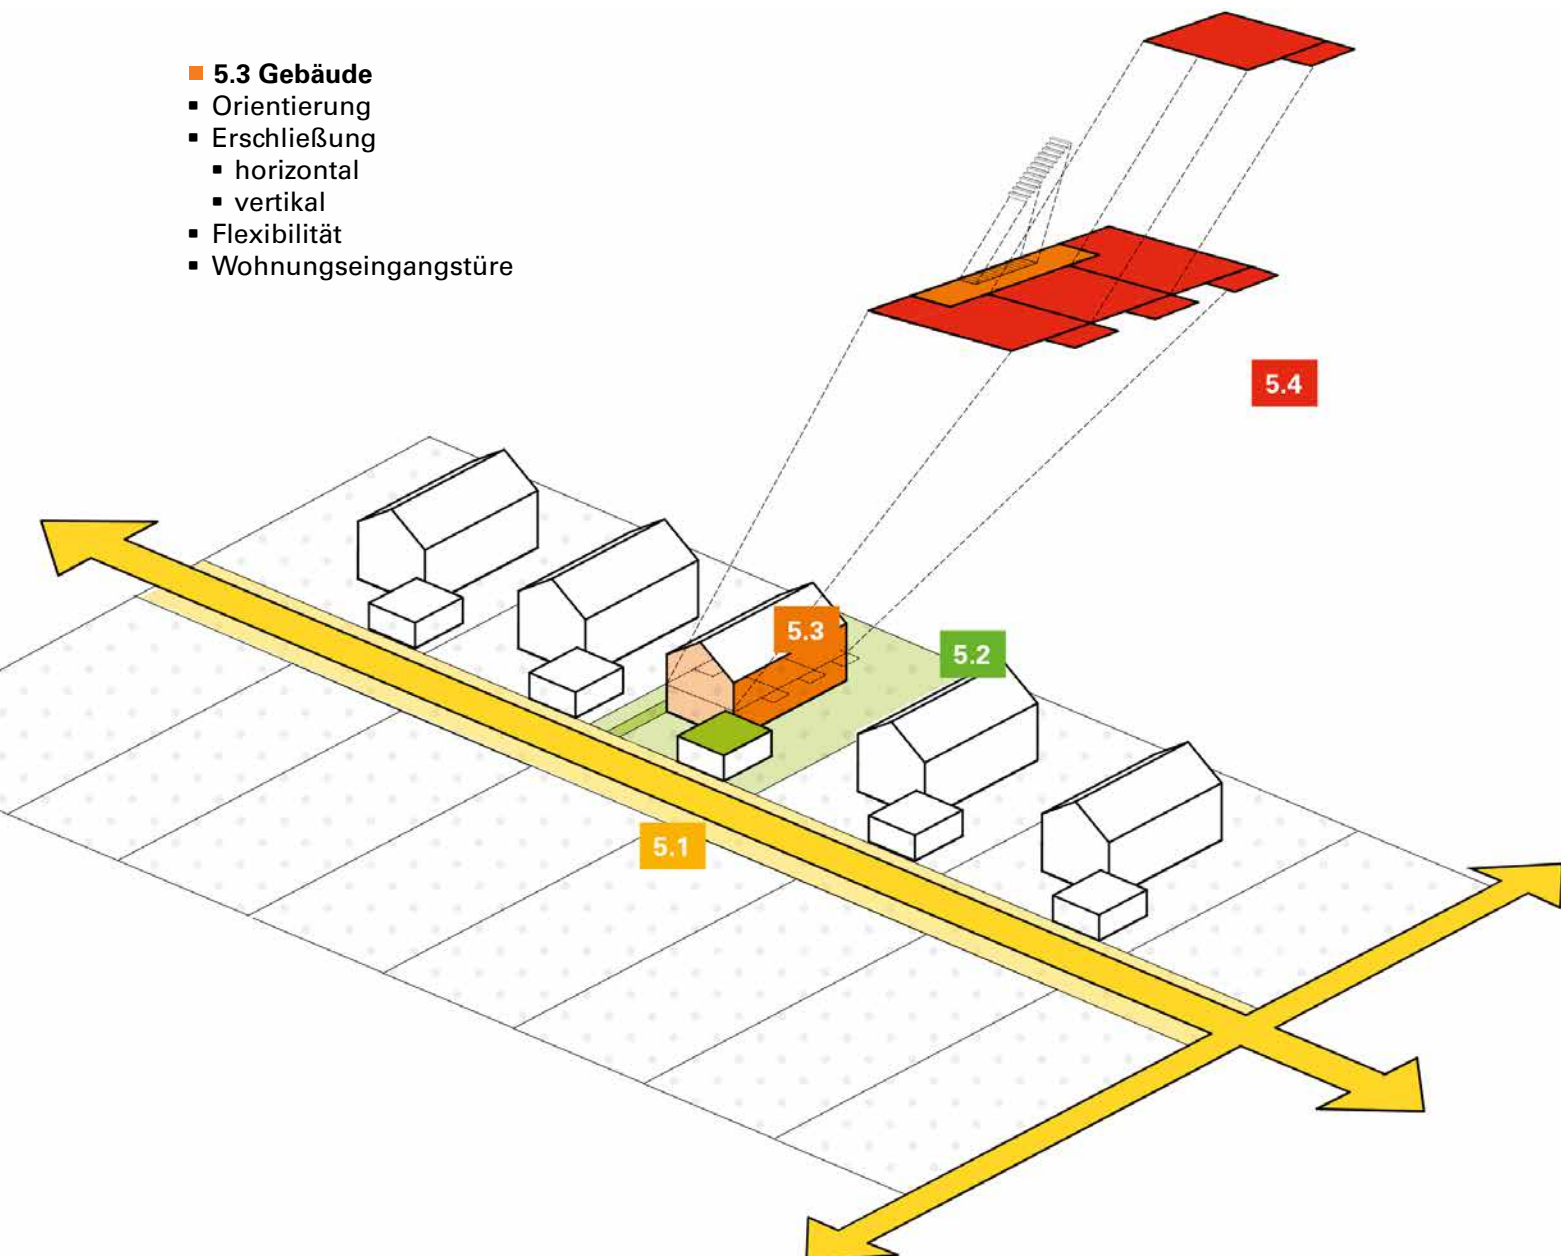 5.3 Gebäude
Orientierung
Erschließung
horizontal
vertikal
Flexibilität
Wohnungseingangstüre
5.4
5.3
5.2
5.1